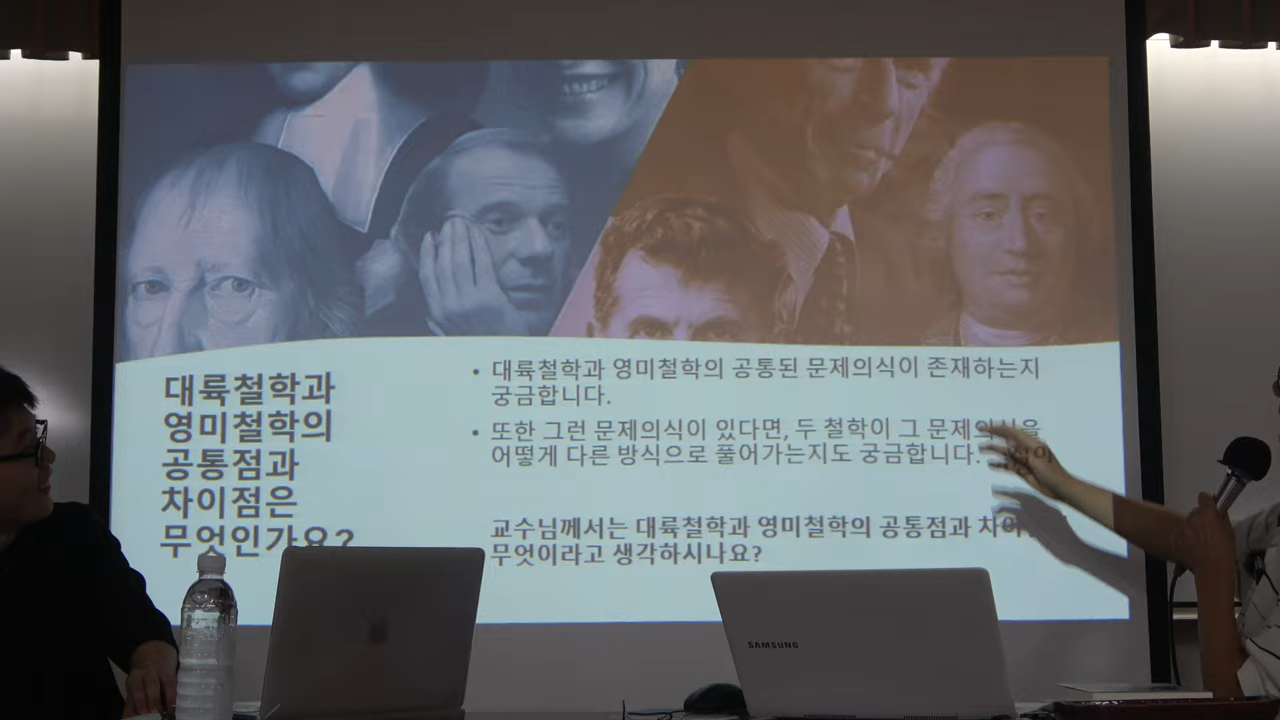 대륙철학과
영미철학의
공통점과
차이점은
무엇인가요?
• 대륙철학과 영미철학의 공통된 문제의식이 존재하는지
궁금합니다.
• 또한 그런 문제의식이 있다면, 두 철학이 그 문제의식을
어떻게 다른 방식으로 풀어가는지도 궁금합니다.
교수님께서는 대륙철학과 영미철학의 공통점과
무엇이라고 생각하시나요?
SAMSUNG